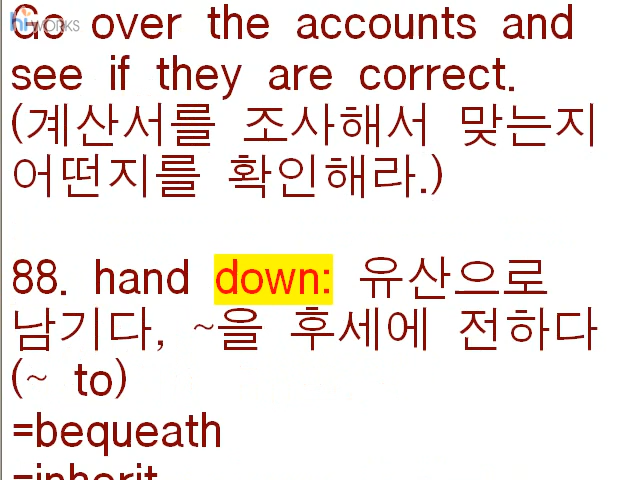 Go over the accounts and
see if they are correct.
(계산서를 조사해서 맞는지
어떤지를 확인해라.)
88. hand down: 유산으로
남기다, ~을 후세에 전하다
(~ to)
=bequeath
=inherit